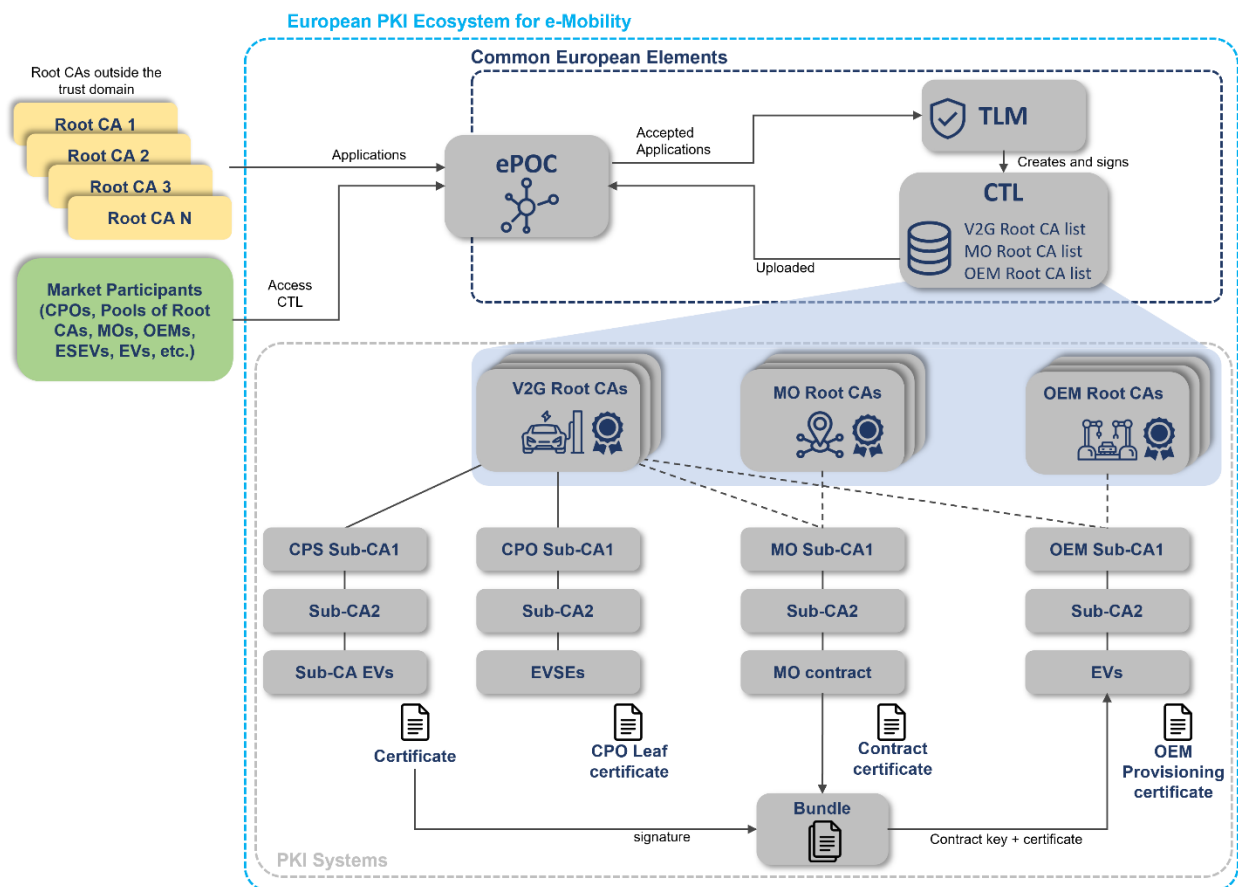 European PKI Ecosystem for e-Mobility
Common European Elements
Root CAs outside the
trust domain
Root CA 1
Root CA 2
Root CA 3
Root CA N
Applications
ePOC
Accepted
Applications
TLM
Creates and signs
CTL
V2G Root CA list
MO Root CA list
OEM Root CA list
Uploaded
Market Participants
(CPOs, Pools of Root
CAs, MOs, OEMs,
ESEVs, EVs, etc.)
Access
CTL
V2G Root CAs
MO Root CAs
OEM Root CAs
CPS Sub-CA1
CPO Sub-CA1
MO Sub-CA1
OEM Sub-CA1
Sub-CA2
Sub-CA2
Sub-CA2
Sub-CA2
Sub-CA EVs
EVSEs
MO contract
EVs
Certificate
CPO Leaf
certificate
Contract
certificate
OEM
Provisioning
certificate
Bundle
signature
Contract key + certificate
PKI Systems